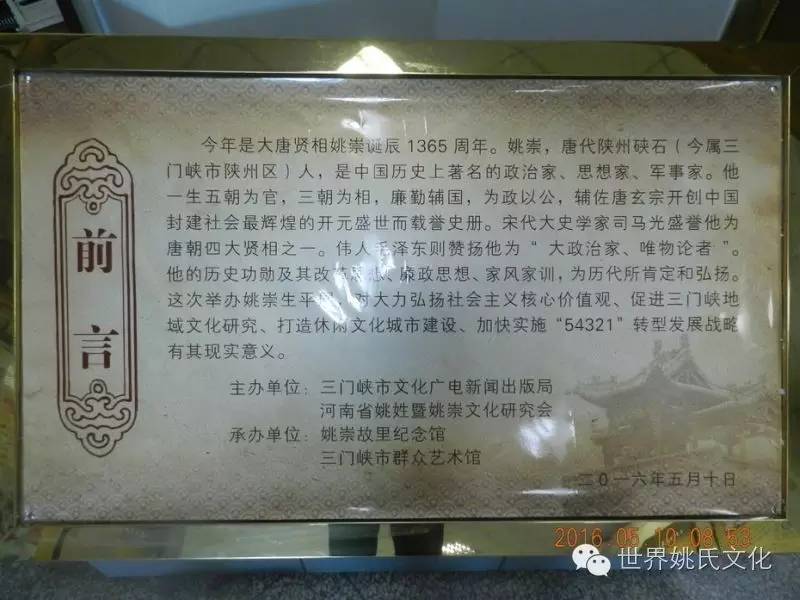 前言
今年是大唐贤相姚崇诞辰1365周年。姚崇，唐代陕州硖石（今属三
门峡市陕州区）人，是中国历史上著名的政治家、思想家、军事家。他
一生五朝为官，三朝为相，廉勤辅国，为政以公，辅佐唐玄宗开创中国
封建社会最辉煌的开元盛世而载誉史册。宋代大史学家司马光盛誉他为
唐朝四大贤相之一。伟人毛泽东则赞扬他为“大政治家、唯物论者”。
他的历史功勋及其改革思想、廉政思想、家风家训，为历代所肯定和弘扬。
这次举办姚崇生平 对大力弘扬社会主义核心价值观、促进三门峡地
域文化研究、打造休闲文化城市建设、加快实施“54321”转型发展战略
有其现实意义。
主办单位：三门峡市文化广电新闻出版局
河南省姚姓暨姚崇文化研究会
承办单位：姚崇故里纪念馆
三门峡市群众艺术馆
二〇一六年五月十日
2016.05.10 08:53
世界姚氏文化